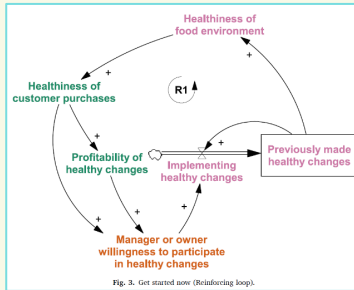 Healthiness of
food environment
+
+
Healthiness of
customer purchases
R1
+
+
Profitability of
healthy changes
Implementing
healthy changes
Previously made
healthy changes
+
+
+
Manager or owner
willingness to participate
in healthy changes
Fig. 3. Get started now (Reinforcing loop).